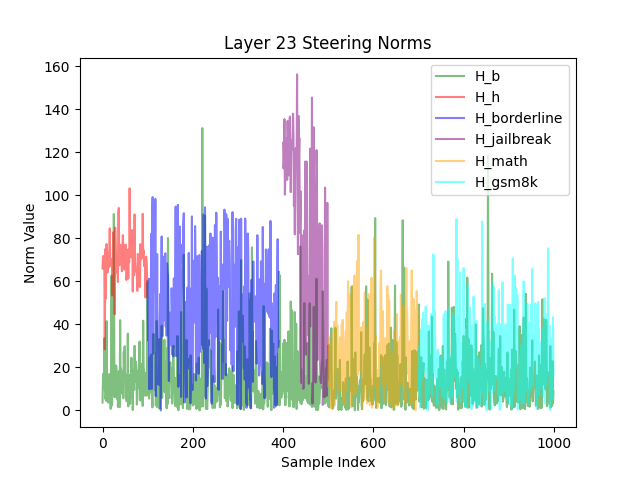 Layer 23 Steering Norms
160
140
120
100
80
60
40
20
0
Norm Value
0
200
400
600
800
1000
Sample Index
H_b
H_h
H_borderline
H_jailbreak
H_math
H_gsm8k